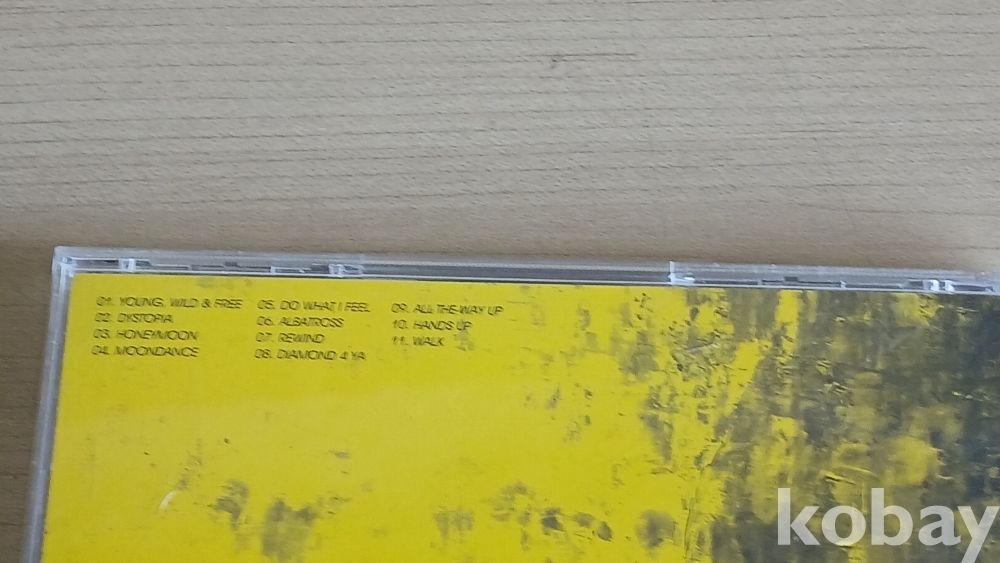 01. YOUNG, WILD & FREE
02. DYSTOPIA
03. HONEYMOON
04. MOONDANCE
05. DO WHAT I FEEL
06. ALBATROSS
07. REWIND
08. DIAMOND 4 YA
09. ALL-THE-WAY UP
10. HANDS UP
11. WALK
kobay